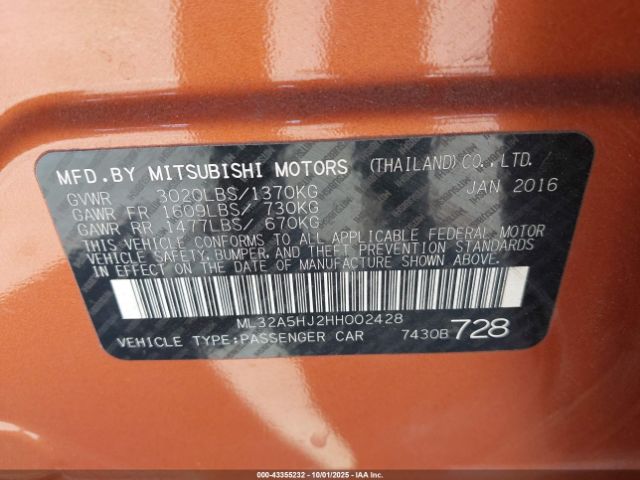 MFD.BY MITSUBISHI MOTORS (THAILAND)CO.,LTD.
GVWR 3020LBS/1370KG JAN 2016
GAWR FR 1609LBS/ 730KG
GAWR RR 1477LBS/ 670KG
THIS VEHICLE CONFORMS TO ALL APPLICABLE FEDERAL MOTOR
VEHICLE SAFETY,BUMPER,AND THEFT PREVENTION STANDARDS
IN EFFECT ON THE DATE OF MANUFACTURE SHOWN ABOVE.
ML32A5HJ2HH002428
VEHICLE TYPE:PASSENGER CAR 7430B 728
000-43355232 - 10/01/2025 - IAAI.com